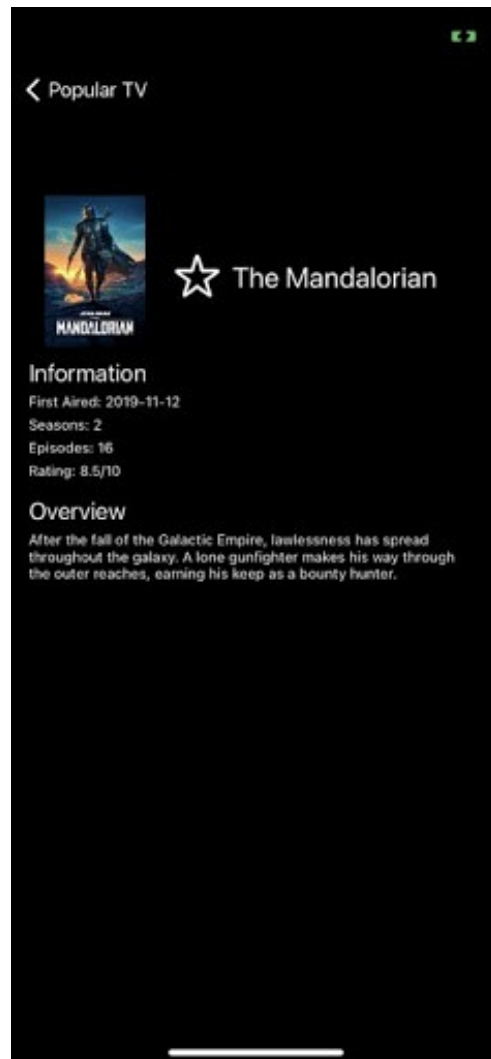 Popular TV
STAR WARS
MANDALORIAN
The Mandalorian
Information
First Aired: 2019-11-12
Seasons: 2
Episodes: 16
Rating: 8.5/10
Overview
After the fall of the Galactic Empire, lawlessness has spread
throughout the galaxy. A lone gunfighter makes his way through
the outer reaches, earning his keep as a bounty hunter.